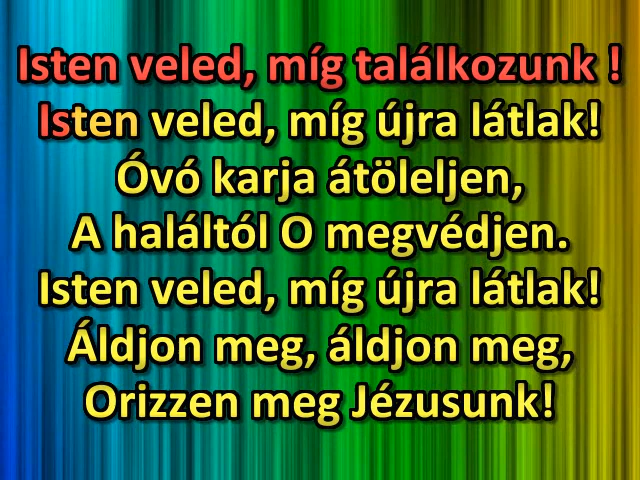 Isten veled, míg találkozunk !
Isten veled, míg újra látlak!
Óvó karja átöleljen,
A haláltól O megvédjen.
Isten veled, míg újra látlak!
Áldjon meg, áldjon meg,
Orizzen meg Jézusunk!